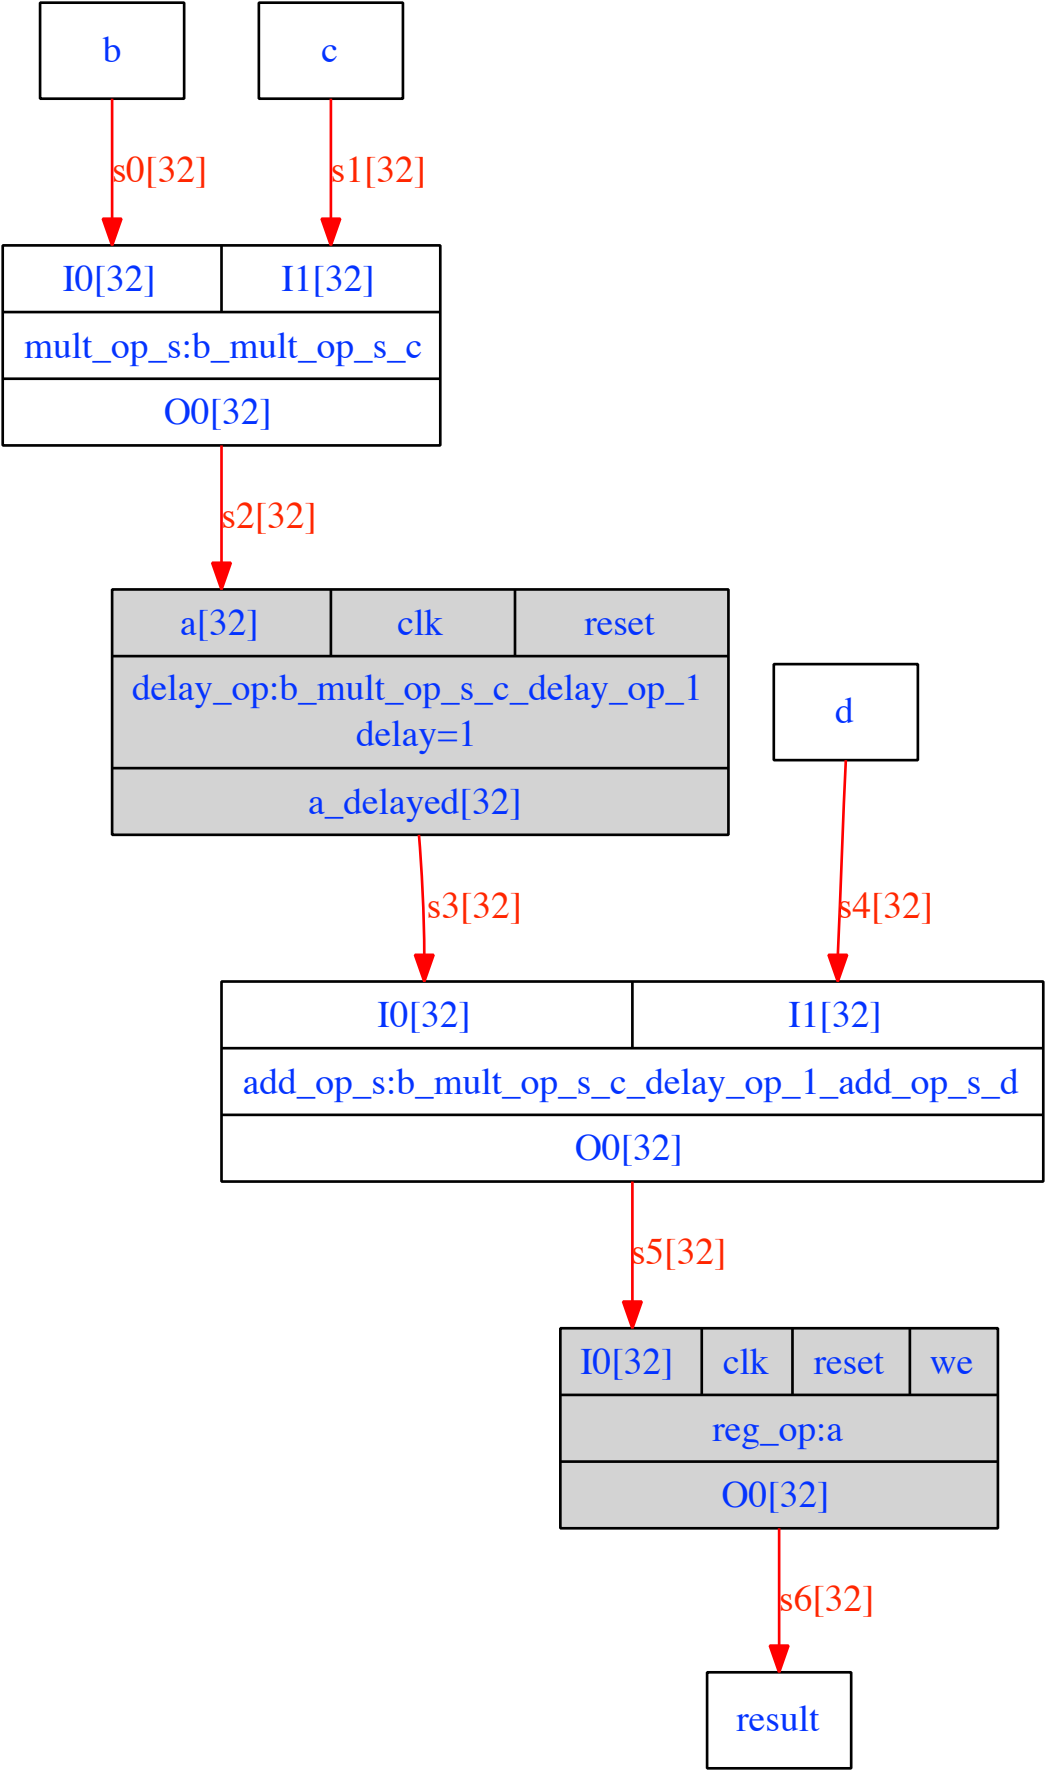 b
c
s0[32]
s1[32]
I0[32]
I1[32]
mult_op_s:b_mult_op_s_c
O0[32]
s2[32]
a[32]
clk
reset
delay_op:b_mult_op_s_c_delay_op_1
delay=1
a_delayed[32]
d
s3[32]
s4[32]
I0[32]
I1[32]
add_op_s:b_mult_op_s_c_delay_op_1_add_op_s_d
O0[32]
s5[32]
I0[32]
clk
reset
we
reg_op:a
O0[32]
s6[32]
result